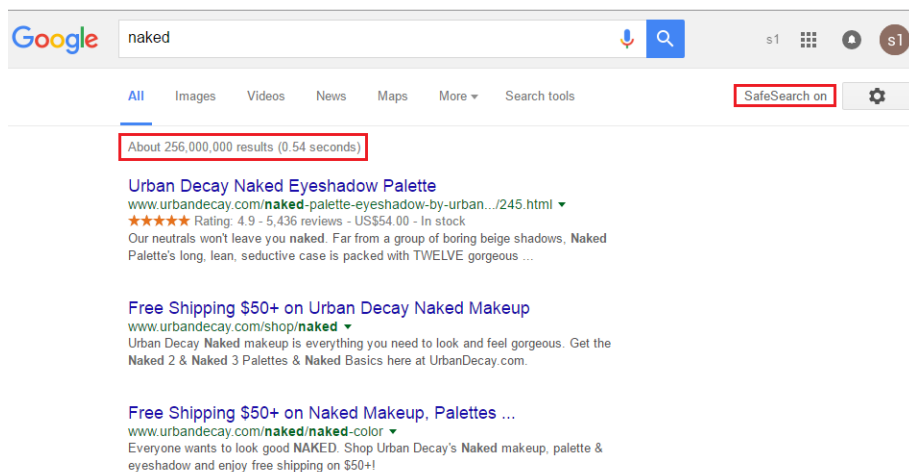 Google naked s1 s1
All Images Videos News Maps More Search tools SafeSearch on
About 256,000,000 results (0.54 seconds)
Urban Decay Naked Eyeshadow Palette
www.urbandecay.com/naked-palette-eyeshadow-by-urban.../245.html
Rating: 4.9 - 5,436 reviews - US$54.00 - In stock
Our neutrals won't leave you naked. Far from a group of boring beige shadows, Naked
Palette's long, lean, seductive case is packed with TWELVE gorgeous ...
Free Shipping $50+ on Urban Decay Naked Makeup
www.urbandecay.com/shop/naked
Urban Decay Naked makeup is everything you need to look and feel gorgeous. Get the
Naked 2 & Naked 3 Palettes & Naked Basics here at UrbanDecay.com.
Free Shipping $50+ on Naked Makeup, Palettes ...
www.urbandecay.com/naked/naked-color
Everyone wants to look good NAKED. Shop Urban Decay's Naked makeup, palette &
eyeshadow and enjoy free shipping on $50+!